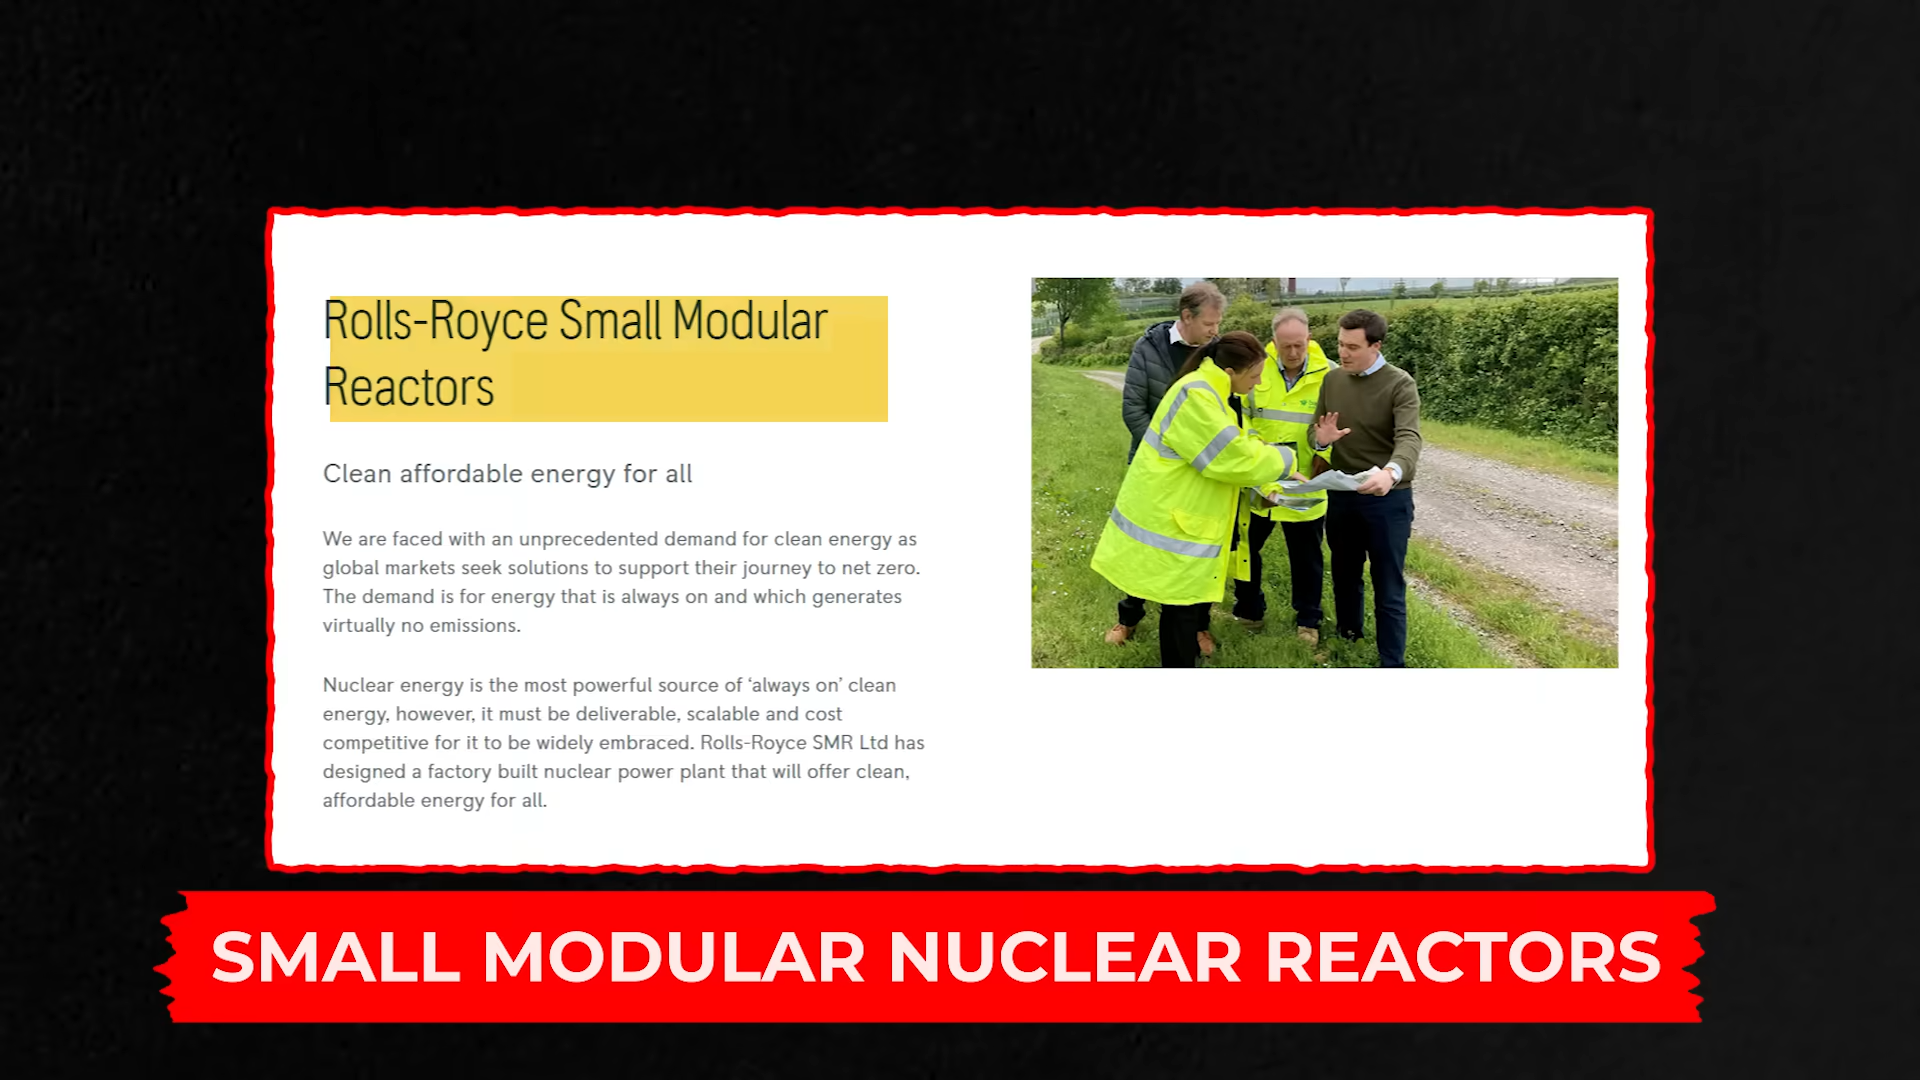 Rolls-Royce Small Modular
Reactors
Clean affordable energy for all
We are faced with an unprecedented demand for clean energy as
global markets seek solutions to support their journey to net zero.
The demand is for energy that is always on and which generates
virtually no emissions.
Nuclear energy is the most powerful source of ‘always on’ clean
energy, however, it must be deliverable, scalable and cost
competitive for it to be widely embraced. Rolls-Royce SMR Ltd has
designed a factory built nuclear power plant that will offer clean,
affordable energy for all.
SMALL MODULAR NUCLEAR REACTORS